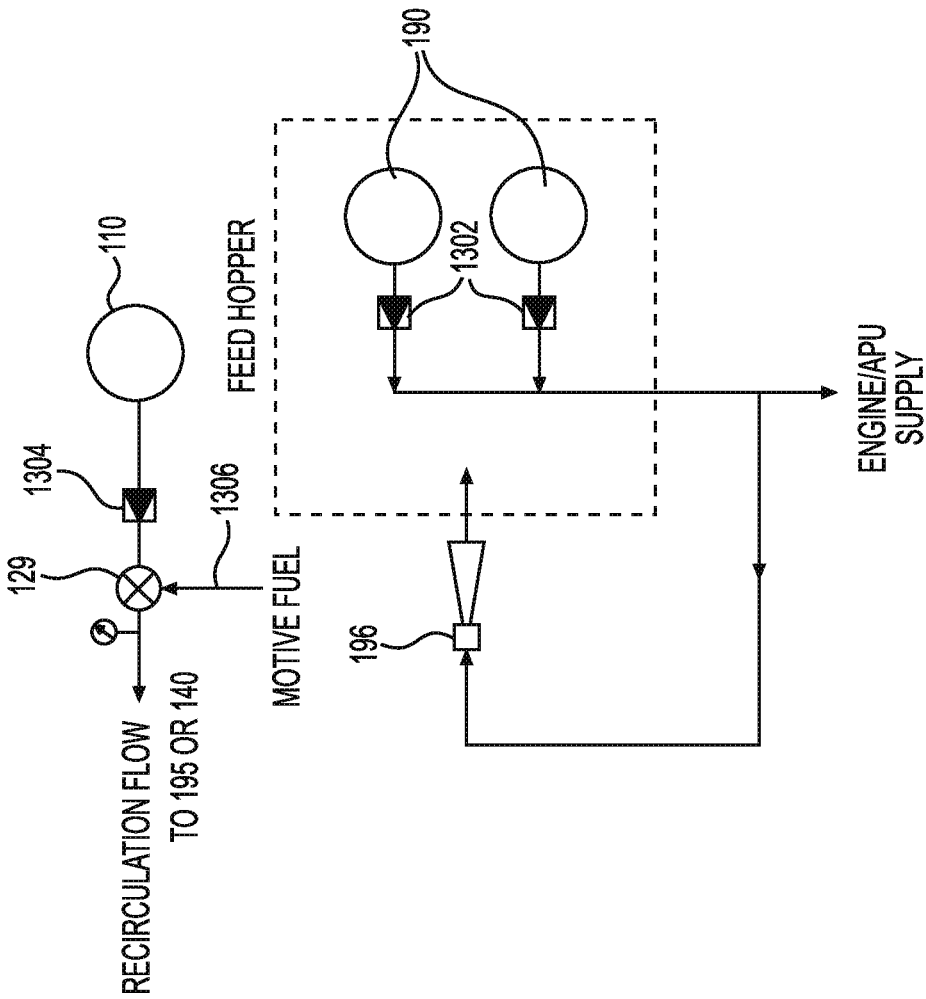 190
110
1302
FEED HOPPER
1304
1306
129
MOTIVE FUEL
196
ENGINE/APU
SUPPLY
RECIRCULATION FLOW
TO 195 OR 140